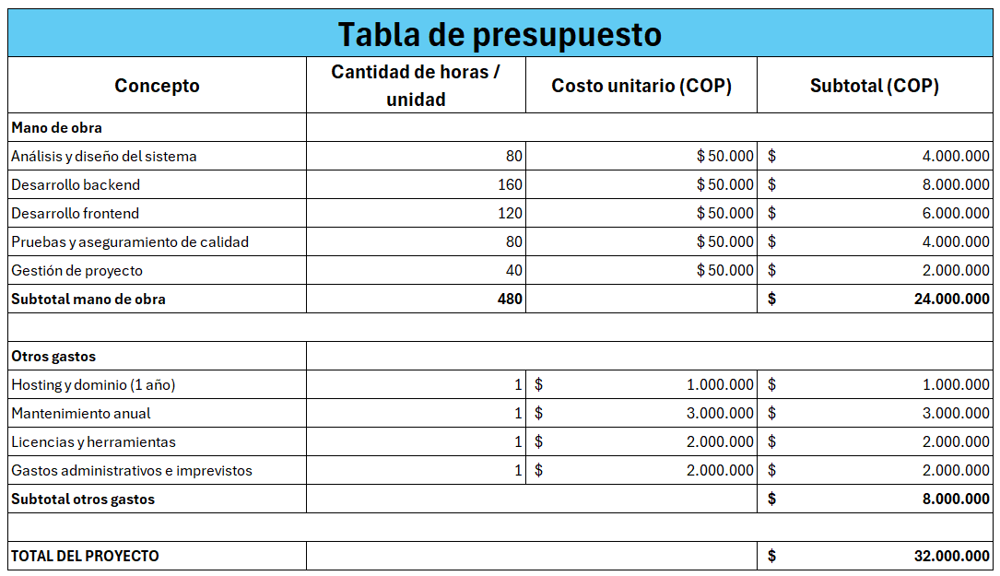 Tabla de presupuesto
Concepto Cantidad de horas / unidad Costo unitario (COP) Subtotal (COP)
Mano de obra
Análisis y diseño del sistema 80 $ 50.000 $ 4.000.000
Desarrollo backend 160 $ 50.000 $ 8.000.000
Desarrollo frontend 120 $ 50.000 $ 6.000.000
Pruebas y aseguramiento de calidad 80 $ 50.000 $ 4.000.000
Gestión de proyecto 40 $ 50.000 $ 2.000.000
Subtotal mano de obra 480 $ 24.000.000
Otros gastos
Hosting y dominio (1 año) 1 $ 1.000.000 $ 1.000.000
Mantenimiento anual 1 $ 3.000.000 $ 3.000.000
Licencias y herramientas 1 $ 2.000.000 $ 2.000.000
Gastos administrativos e imprevistos 1 $ 2.000.000 $ 2.000.000
Subtotal otros gastos $ 8.000.000
TOTAL DEL PROYECTO $ 32.000.000